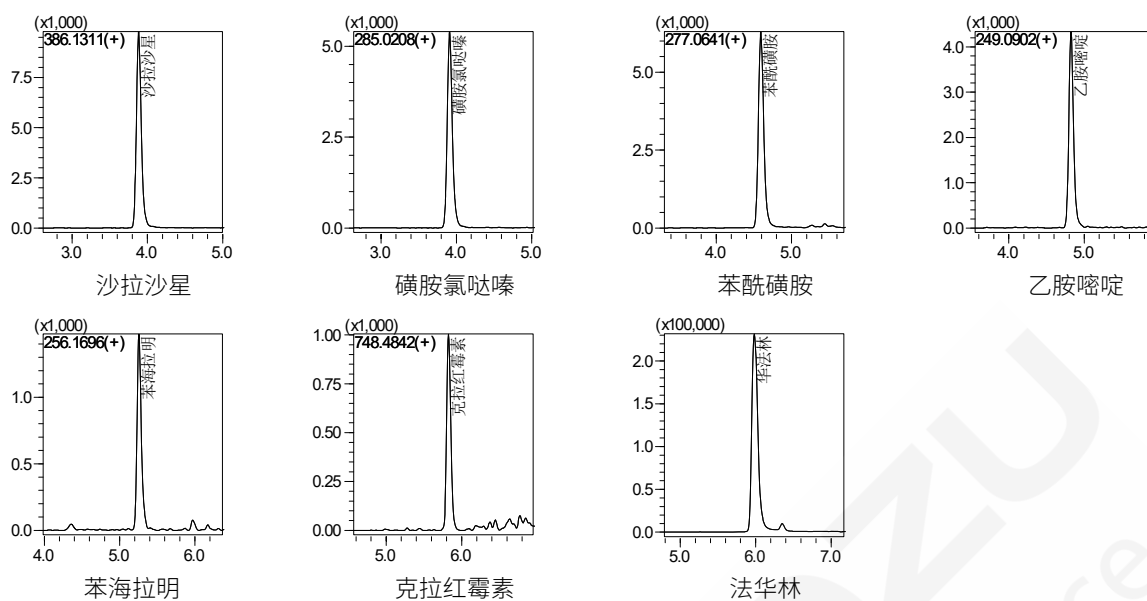 (x1,000)
386.1311(+)
沙拉沙星
7.5
5.0
2.5
0.0
3.0 4.0 5.0
沙拉沙星
(x1,000)
285.0208(+)
磺胺氯哒嗪
5.0
2.5
0.0
3.0 4.0 5.0
磺胺氯哒嗪
(x1,000)
277.0641(+)
苯酰磺胺
5.0
2.5
0.0
4.0 5.0
苯酰磺胺
(x1,000)
249.0902(+)
乙胺嘧啶
4.0
3.0
2.0
1.0
0.0
4.0 5.0
乙胺嘧啶
(x1,000)
256.1696(+)
苯海拉明
1.0
0.5
0.0
4.0 5.0 6.0
苯海拉明
(x1,000)
748.4842(+)
克拉红霉素
1.00
0.75
0.50
0.25
0.00
5.0 6.0
克拉红霉素
(x100,000)
华法林
2.0
1.5
1.0
0.5
0.0
5.0 6.0 7.0
法华林